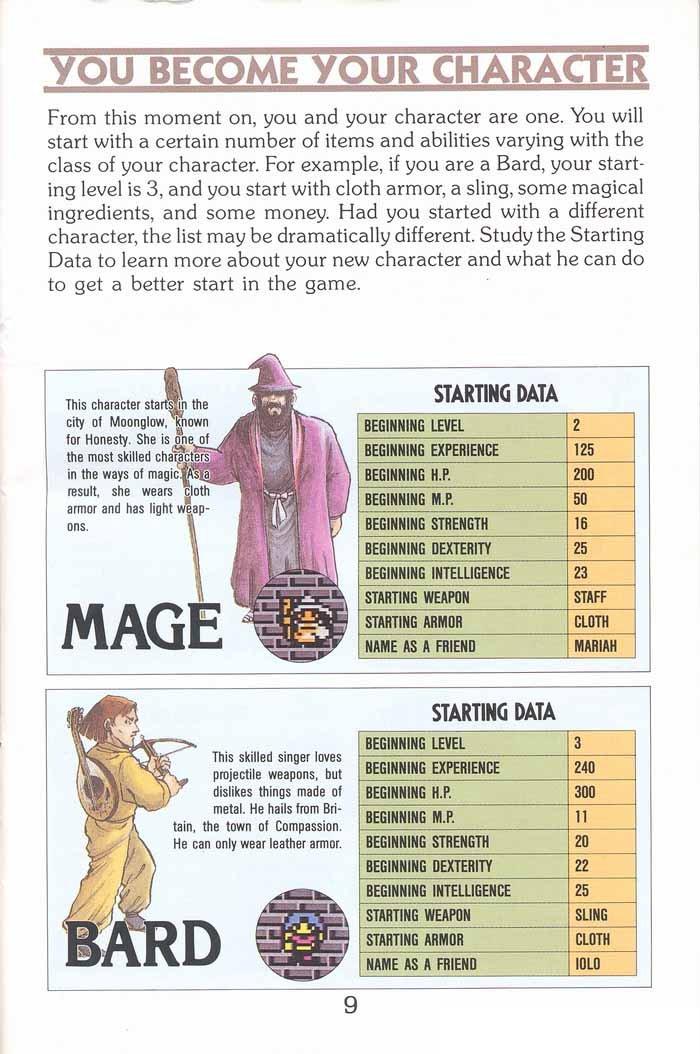 YOU BECOME YOUR CHARACTER
From this moment on, you and your character are one. You will
start with a certain number of items and abilities varying with the
class of your character. For example, if you are a Bard, your start-
ing level is 3, and you start with cloth armor, a sling, some magical
ingredients, and some money. Had you started with a different
character, the list may be dramatically different. Study the Starting
Data to learn more about your new character and what he can do
to get a better start in the game.
This character starts in the
city of Moonglow, known
for Honesty. She is one of
the most skilled characters
in the ways of magic. As a
result, she wears cloth
armor and has light weap-
ons.
MAGE
STARTING DATA
BEGINNING LEVEL 2
BEGINNING EXPERIENCE 125
BEGINNING H.P. 200
BEGINNING M.P. 50
BEGINNING STRENGTH 16
BEGINNING DEXTERITY 25
BEGINNING INTELLIGENCE 23
STARTING WEAPON STAFF
STARTING ARMOR CLOTH
NAME AS A FRIEND MARIAH
This skilled singer loves
projectile weapons, but
dislikes things made of
metal. He hails from Bri-
tain, the town of Compassion.
He can only wear leather armor.
BARD
STARTING DATA
BEGINNING LEVEL 3
BEGINNING EXPERIENCE 240
BEGINNING H.P. 300
BEGINNING M.P. 11
BEGINNING STRENGTH 20
BEGINNING DEXTERITY 22
BEGINNING INTELLIGENCE 25
STARTING WEAPON SLING
STARTING ARMOR CLOTH
NAME AS A FRIEND IOLO
9